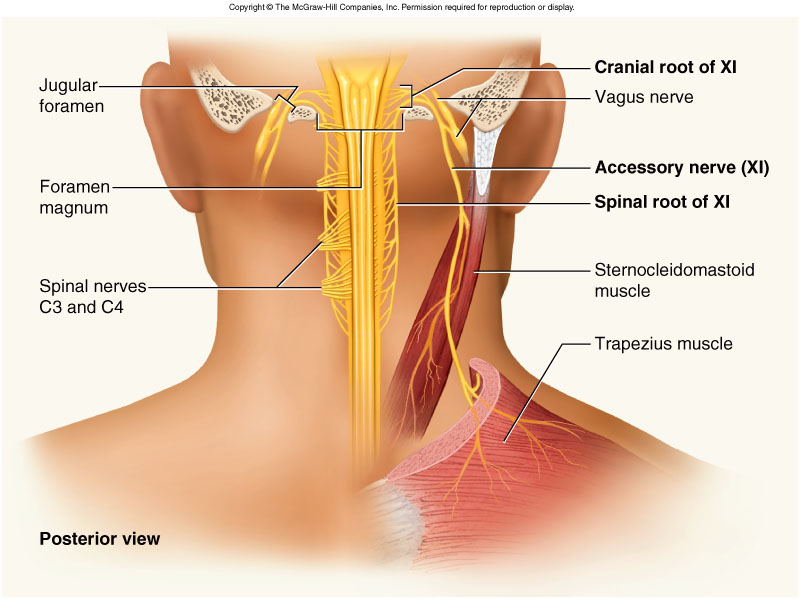 Copyright © The McGraw-Hill Companies, Inc. Permission required for reproduction or display.
Jugular
foramen
Foramen
magnum
Spinal nerves
C3 and C4
Cranial root of XI
Vagus nerve
Accessory nerve (XI)
Spinal root of XI
Sternocleidomastoid
muscle
Trapezius muscle
Posterior view